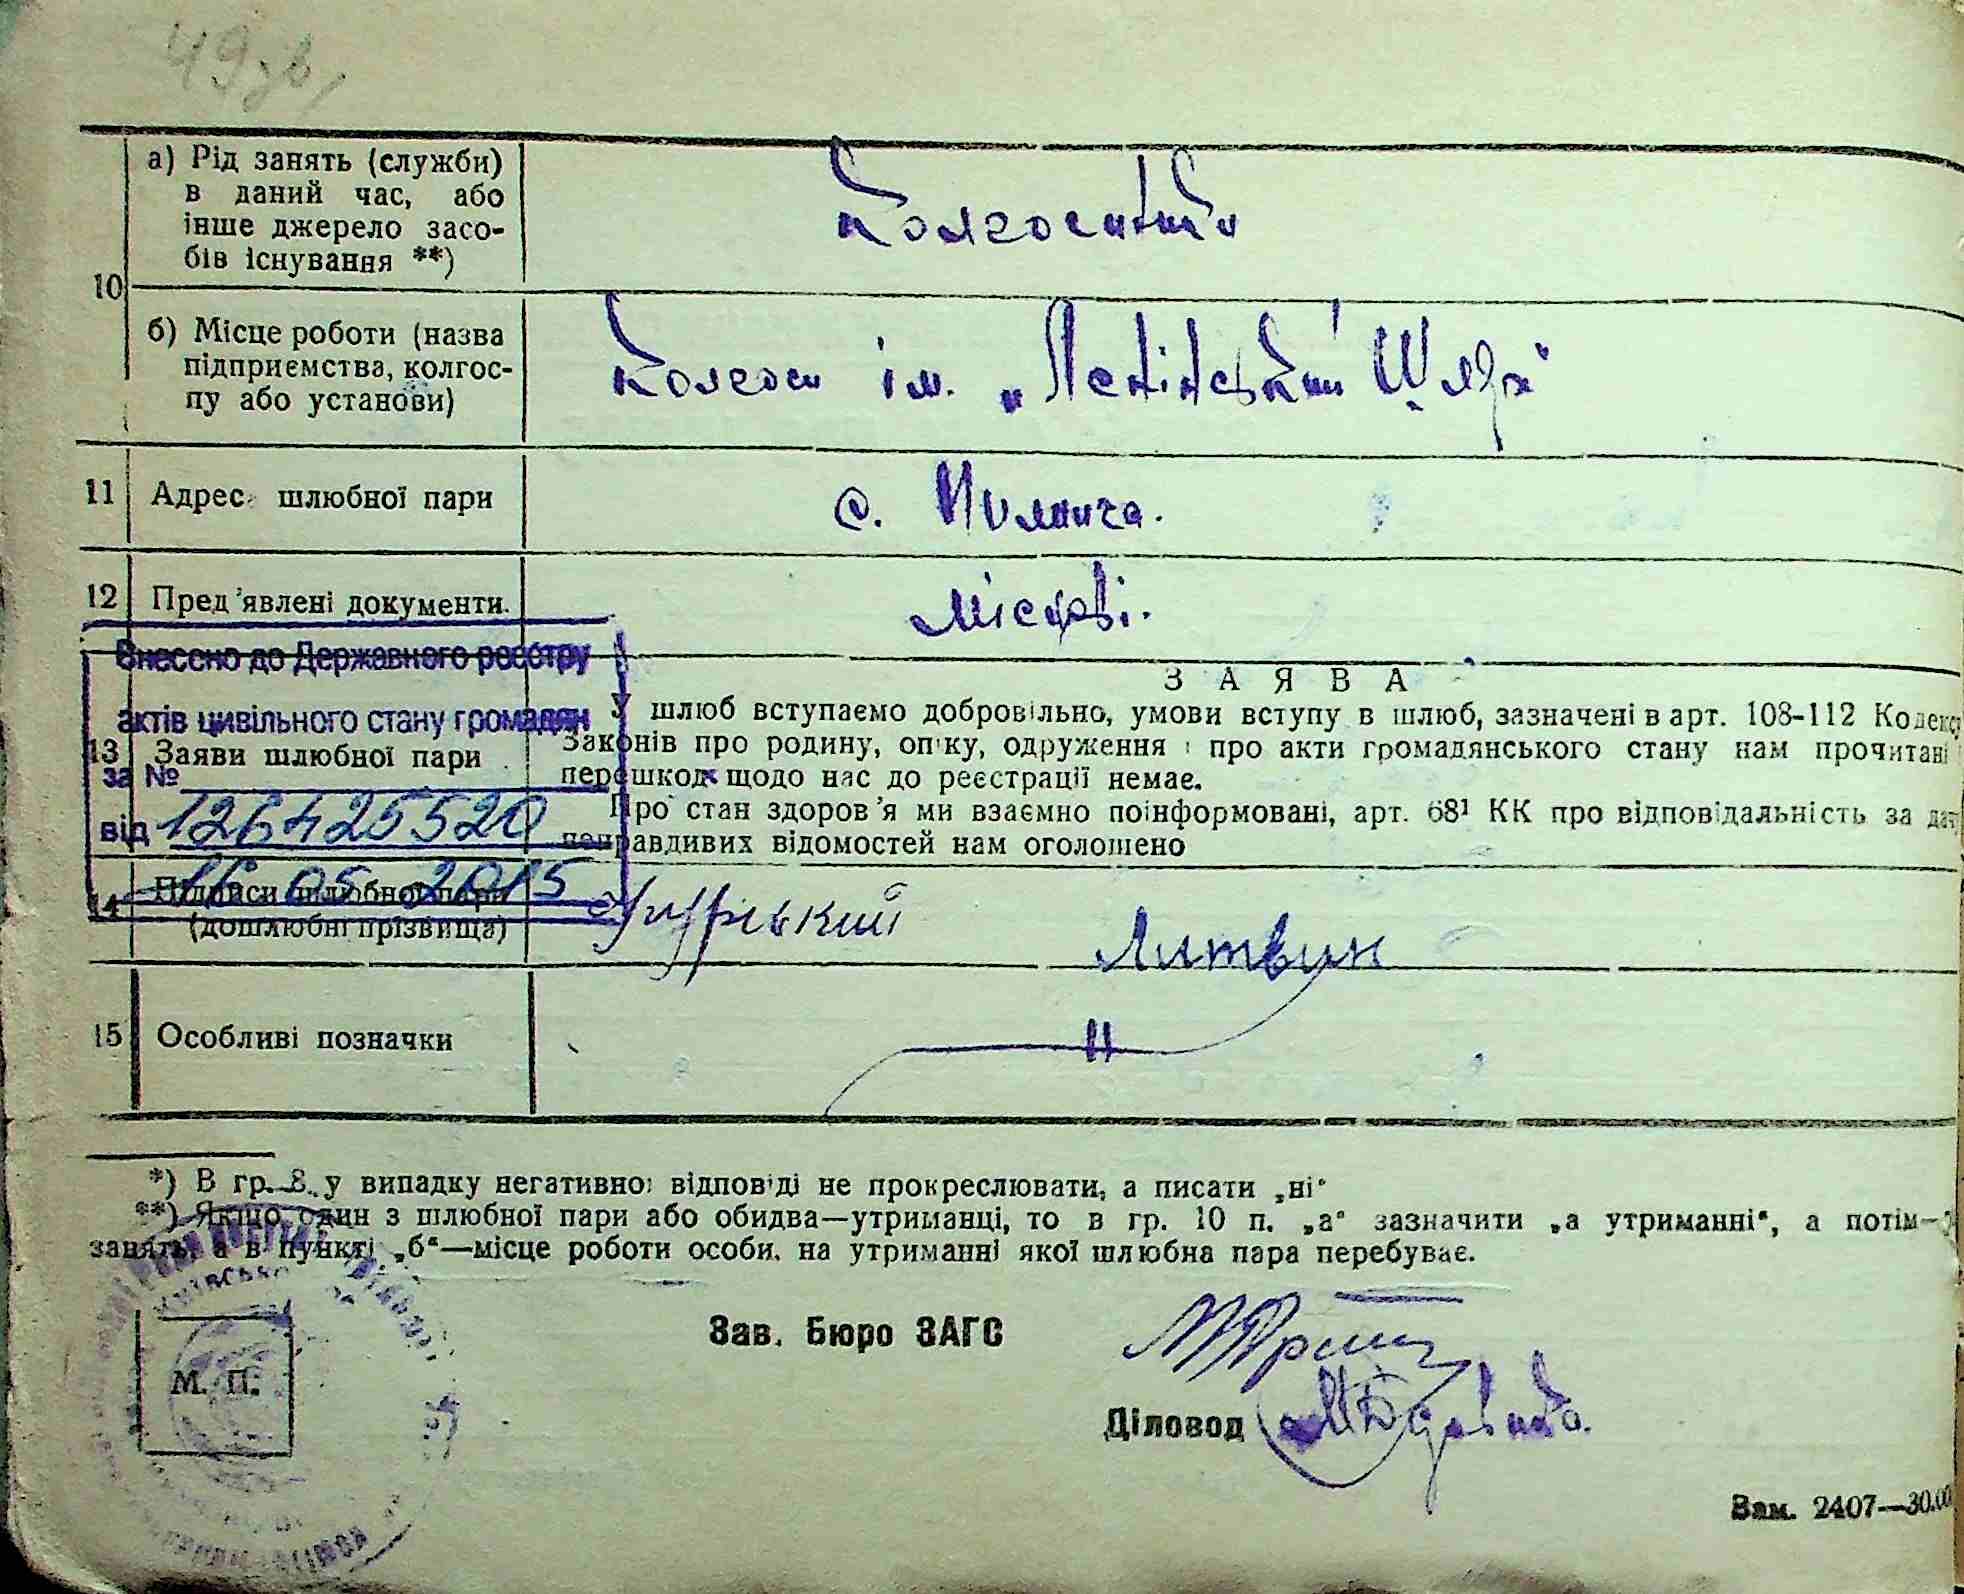 49 зв
а) Рід занять (служби)
в даний час, або
інше джерело засо-
бів існування **)
Колгоспники
10
б) Місце роботи (назва
підприємства, колгос-
пу або установи)
Колгосп ім. „Ленінський Шлях"
11 Адрес шлюбної пари
с.
12 Пред'явлені документи.
місцеві.
Внесено до Державного реєстру
актів цивільного стану громадян
за №
від 126425520
16 05 2015
13 Заяви шлюбної пари
ЗАЯВА
У шлюб вступаємо добровільно, умови вступу в шлюб, зазначені в арт. 108-112 Кодексу
Законів про родину, опіку, одруження і про акти громадянського стану нам прочитані
перешкод щодо нас до реєстрації немає.
Про стан здоров'я ми взаємно поінформовані, арт. 68¹ КК про відповідальність за дат
неправдивих відомостей нам оголошено
14 Підписи шлюбної пари
(дошлюбні прізвища)
Литвин
15 Особливі позначки
*) В гр. 8 у випадку негативної відповіді не прокреслювати, а писати „ні"
**) Якщо один з шлюбної пари або обидва—утриманці, то в гр. 10 п. „а" зазначити „а утриманні", а потім—
занять, а в пункті „б"—місце роботи особи, на утриманні якої шлюбна пара перебуває.
М. П.
Зав. Бюро ЗАГС
Діловод
Зам. 2407—30.00